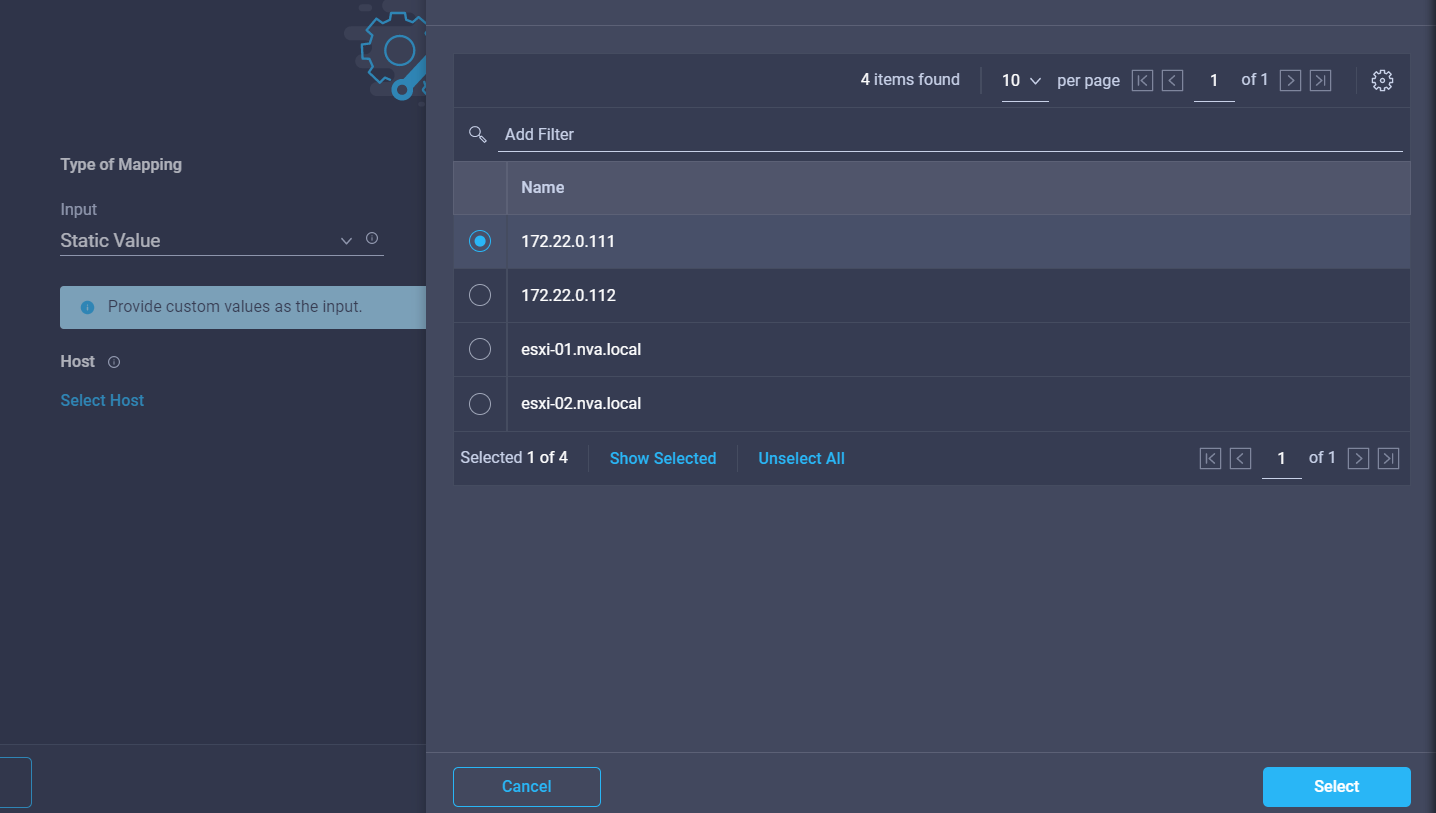 4 items found 10 per page 1 of 1
Add Filter
Type of Mapping
Name
Input
Static Value
172.22.0.111
172.22.0.112
Provide custom values as the input.
esxi-01.nva.local
Host
Select Host
esxi-02.nva.local
Selected 1 of 4 Show Selected Unselect All 1 of 1
Cancel Select